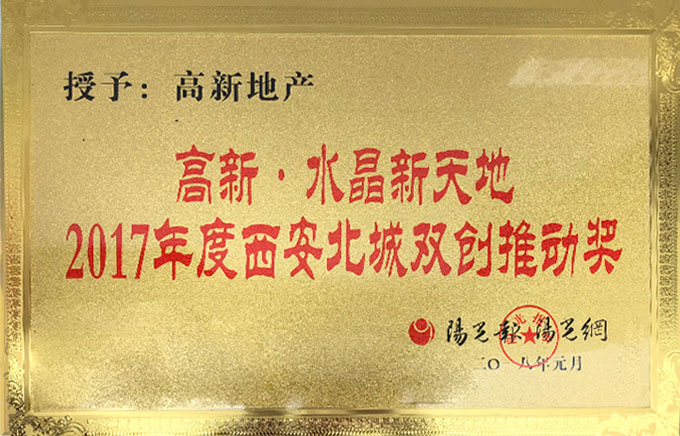 授予：高新地产
高新·水晶新天地
2017年度西安北城双创推动奖
陽光報 陽光網
二〇一八年元月